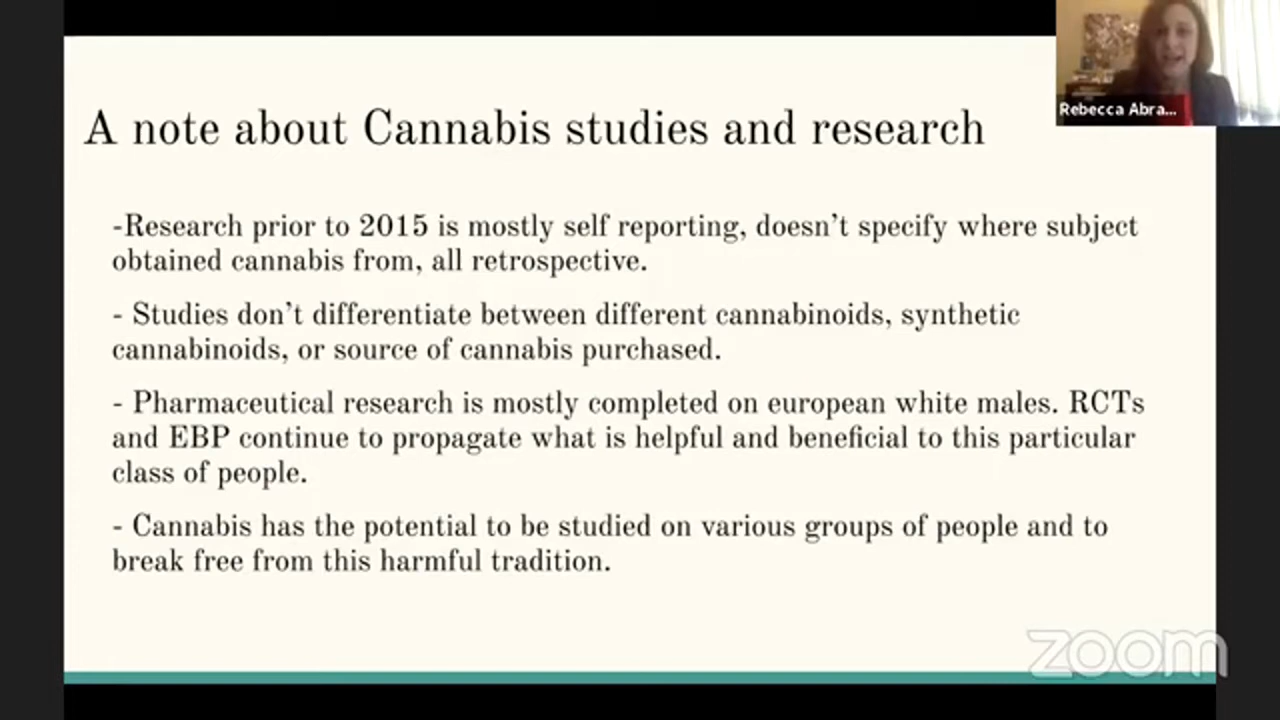 A note about Cannabis studies and research
Rebecca Abra...
-Research prior to 2015 is mostly self reporting, doesn’t specify where subject
obtained cannabis from, all retrospective.
- Studies don’t differentiate between different cannabinoids, synthetic
cannabinoids, or source of cannabis purchased.
- Pharmaceutical research is mostly completed on european white males. RCTs
and EBP continue to propagate what is helpful and beneficial to this particular
class of people.
- Cannabis has the potential to be studied on various groups of people and to
break free from this harmful tradition.
zoom